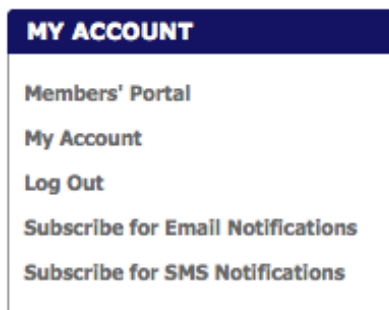 MY ACCOUNT
Members' Portal
My Account
Log Out
Subscribe for Email Notifications
Subscribe for SMS Notifications